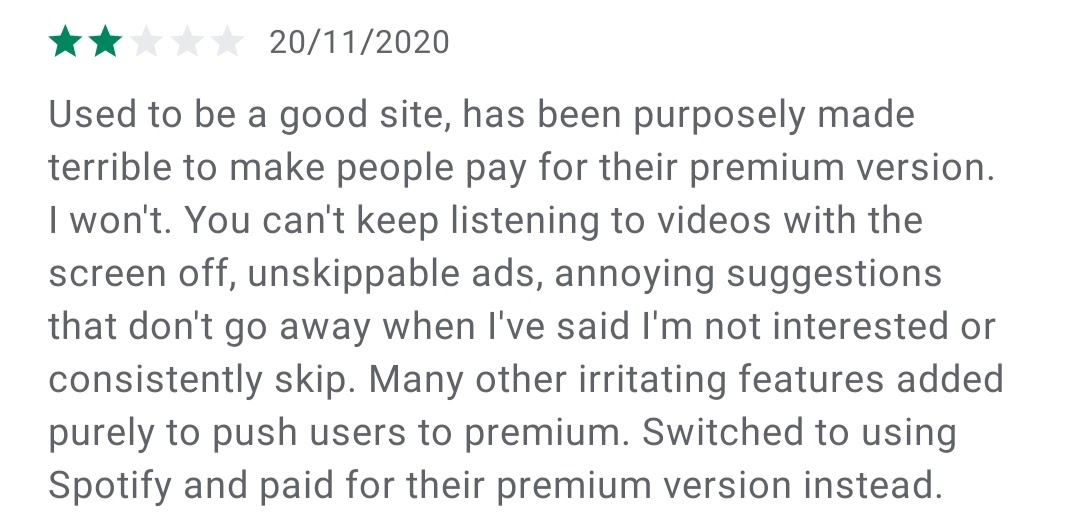 20/11/2020
Used to be a good site, has been purposely made
terrible to make people pay for their premium version.
I won't. You can't keep listening to videos with the
screen off, unskippable ads, annoying suggestions
that don't go away when I've said I'm not interested or
consistently skip. Many other irritating features added
purely to push users to premium. Switched to using
Spotify and paid for their premium version instead.